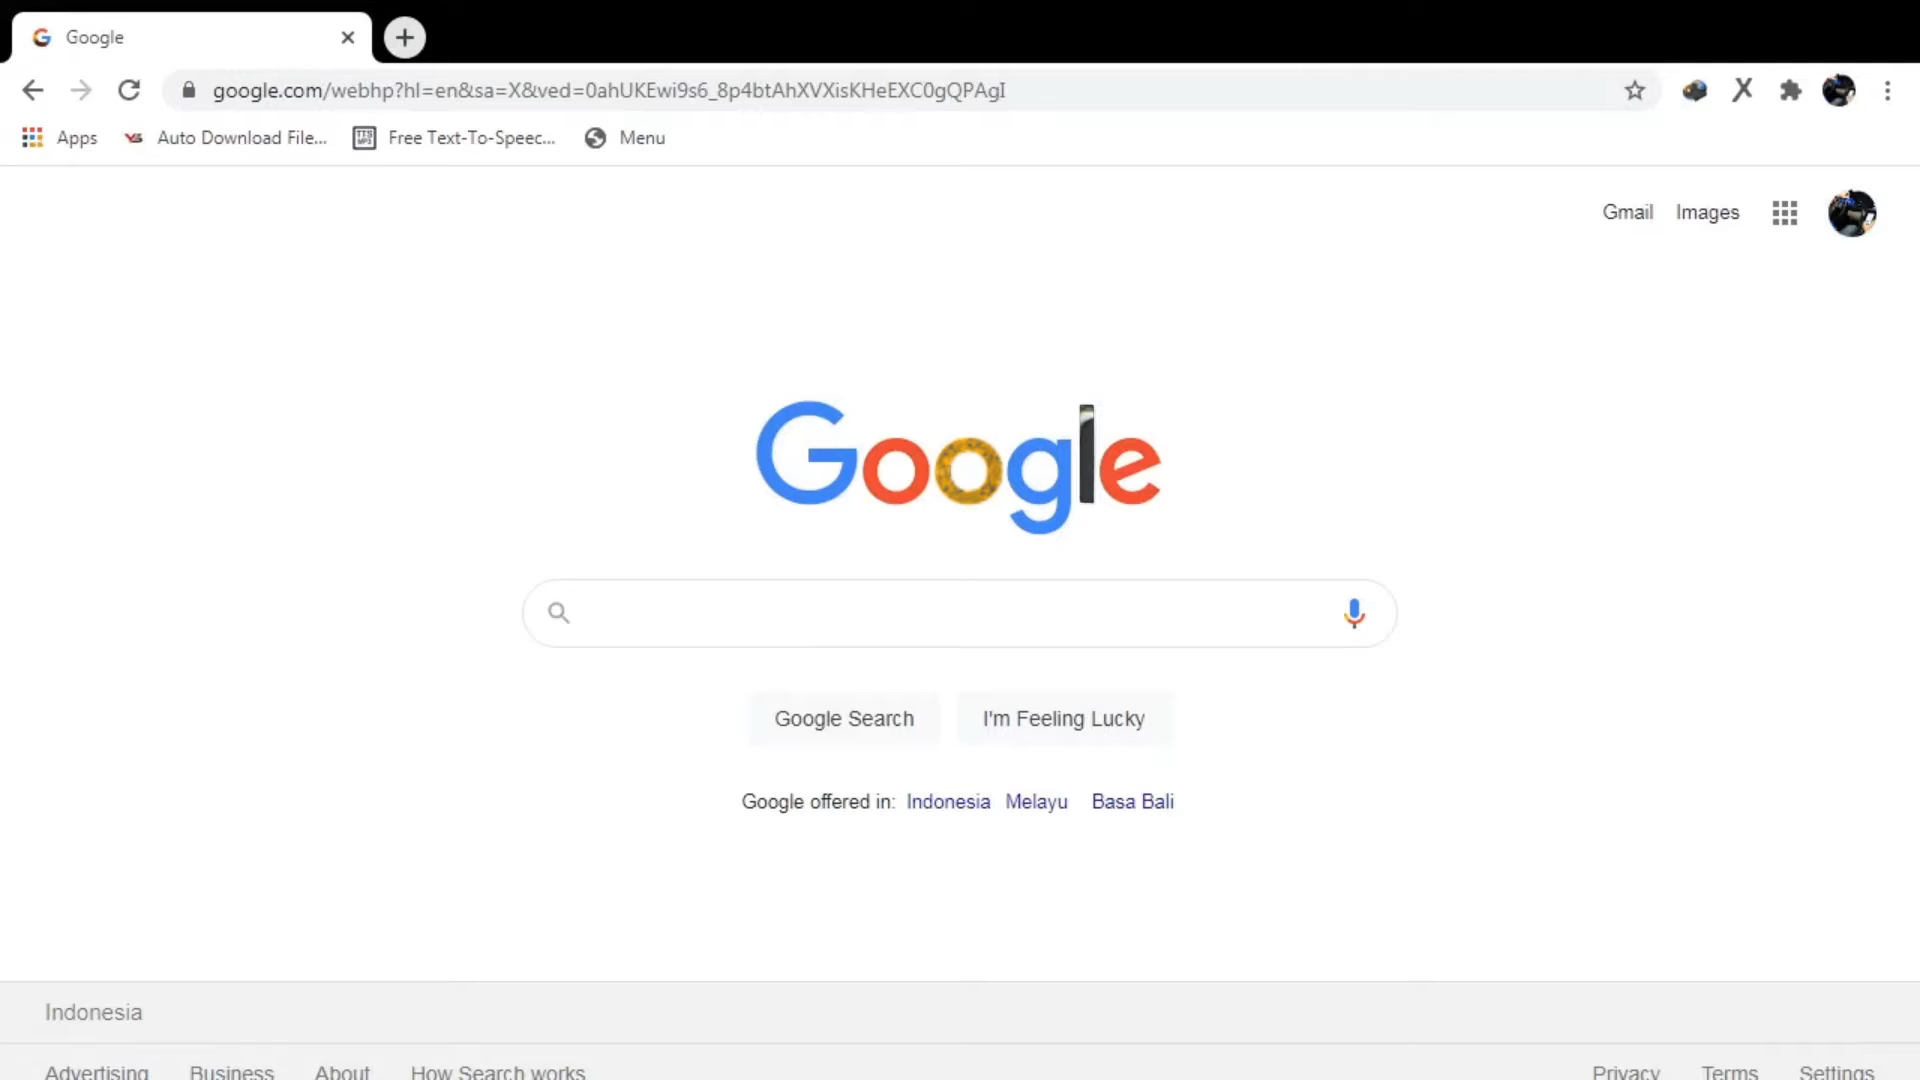 Google
google.com/webhp?hl=en&sa=X&ved=0ahUKEwi9s6_8p4btAhXVXisKHeEXC0gQPAgI
Apps Auto Download File... Free Text-To-Speec... Menu
Gmail Images
Google
Google Search I'm Feeling Lucky
Google offered in: Indonesia Melayu Basa Bali
Indonesia
Advertising Business About How Search works Privacy Terms Settings